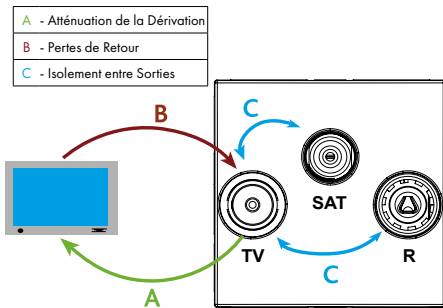 A - Atténuation de la Dérivation
B - Pertes de Retour
C - Isolement entre Sorties
B
C
SAT
TV
R
C
A